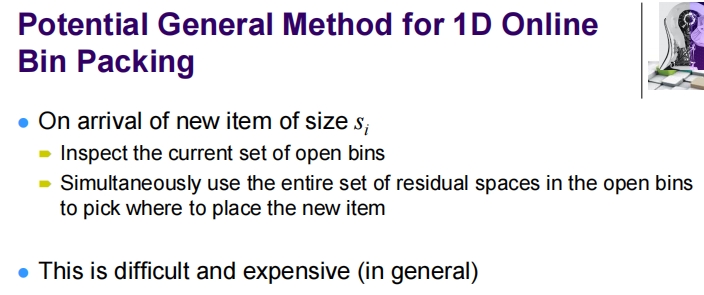 Potential General Method for 1D Online
Bin Packing
• On arrival of new item of size sᵢ
Inspect the current set of open bins
Simultaneously use the entire set of residual spaces in the open bins
to pick where to place the new item
• This is difficult and expensive (in general)